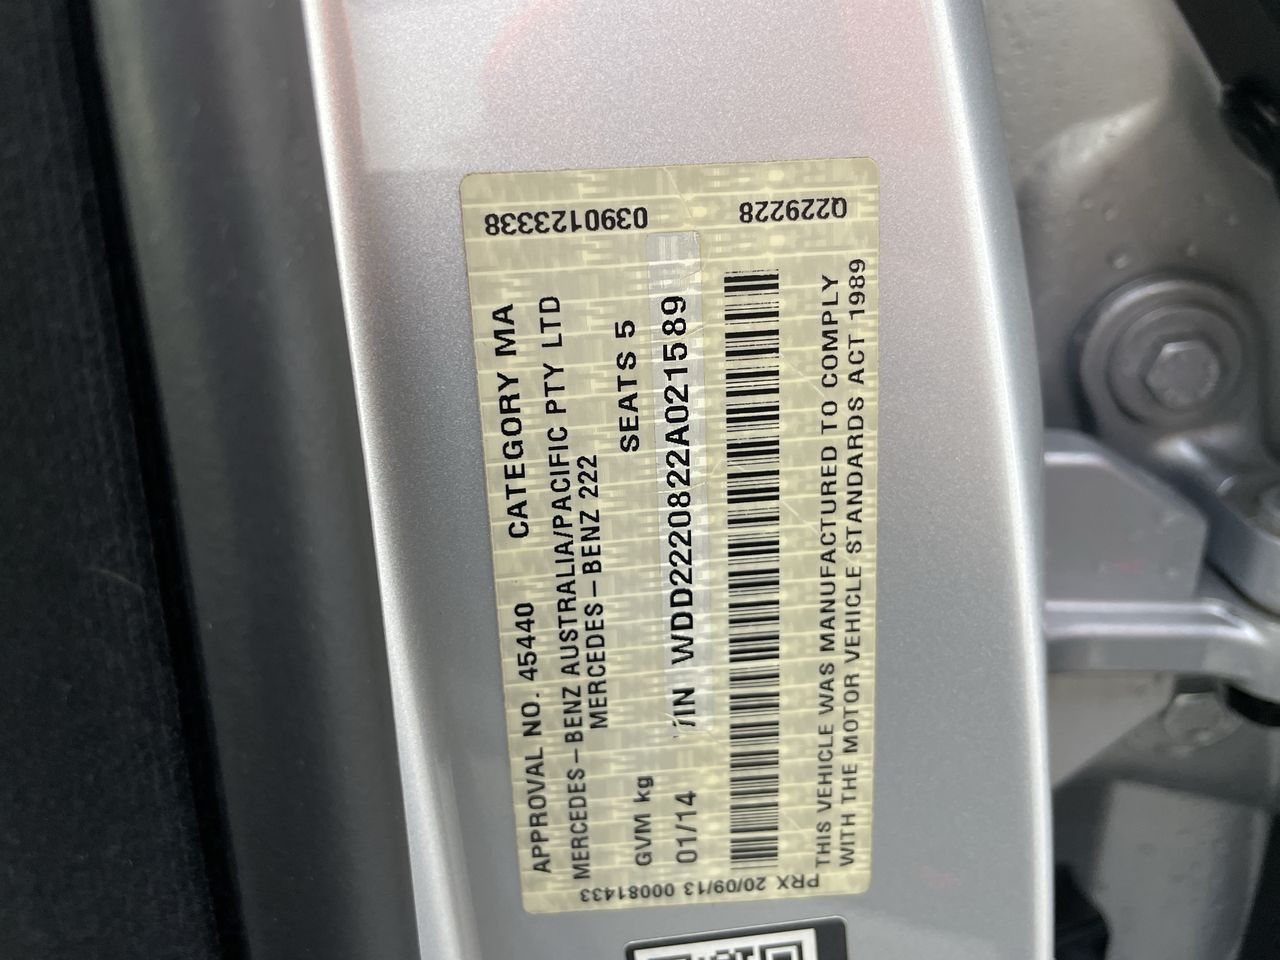 APPROVAL NO. 45440 CATEGORY MA
MERCEDES-BENZ AUSTRALIA/PACIFIC PTY LTD
MERCEDES-BENZ 222
GVM kg SEATS 5
01/14 VIN WDD2220822A021589
THIS VEHICLE WAS MANUFACTURED TO COMPLY
WITH THE MOTOR VEHICLE STANDARDS ACT 1989
0390123338
Q229228
PRX 20/09/13 00081433